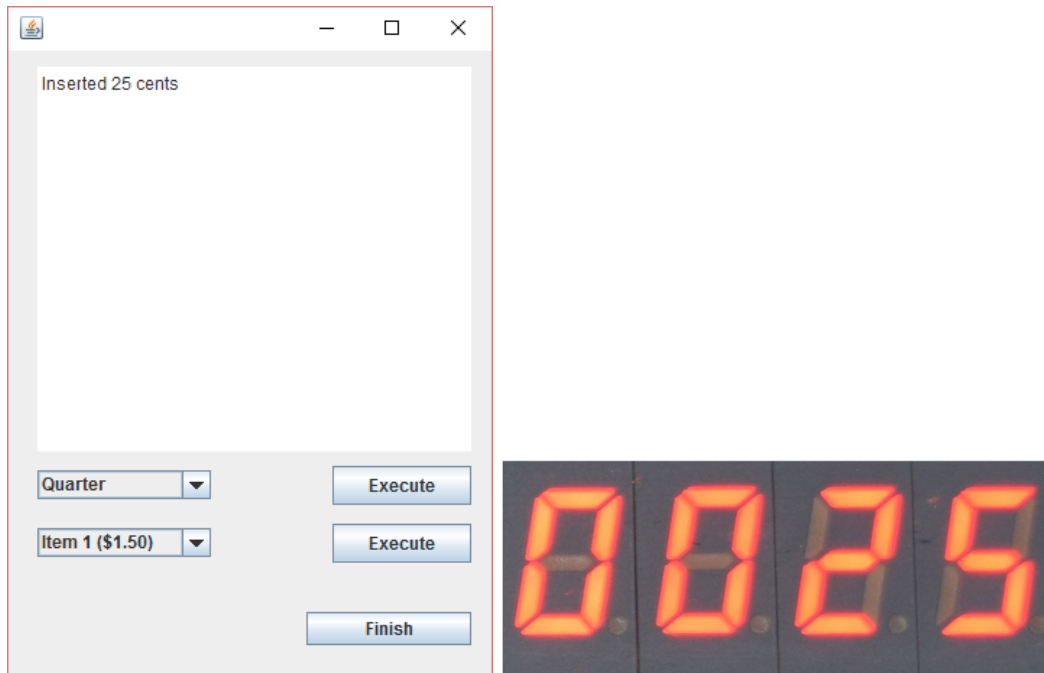 Inserted 25 cents
Quarter
Execute
Item 1 ($1.50)
Execute
Finish
0025